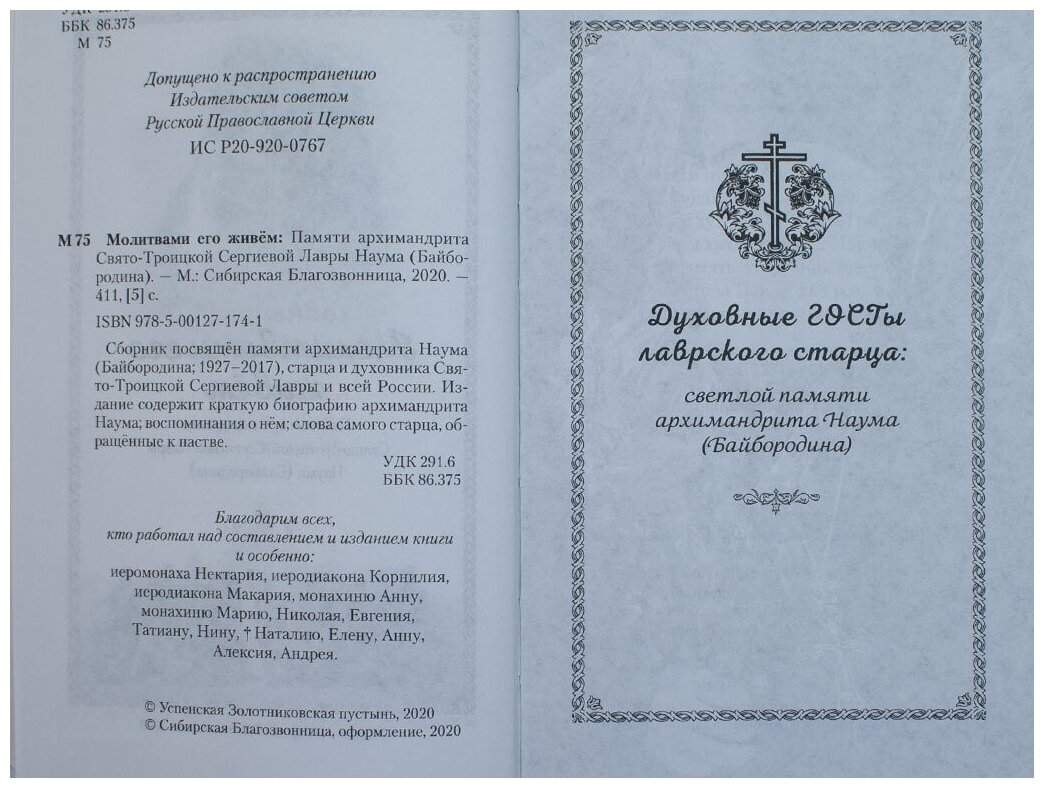 УДК 291.6
ББК 86.375
М 75
Допущено к распространению
Издательским советом
Русской Православной Церкви
ИС Р20-920-0767
М 75 Молитвами его живём: Памяти архимандрита
Свято-Троицкой Сергиевой Лавры Наума (Байбо-
родина). — М.: Сибирская Благозвонница, 2020. —
411, [5] с.
ISBN 978-5-00127-174-1
Сборник посвящён памяти архимандрита Наума
(Байбородина; 1927–2017), старца и духовника Свя-
то-Троицкой Сергиевой Лавры и всей России. Из-
дание содержит краткую биографию архимандрита
Наума; воспоминания о нём; слова самого старца, об-
ращённые к пастве.
УДК 291.6
ББК 86.375
Благодарим всех,
кто работал над составлением и изданием книги
и особенно:
иеромонаха Нектария, иеродиакона Корнилия,
иеродиакона Макария, монахиню Анну,
монахиню Марию, Николая, Евгения,
Татиану, Нину, † Наталию, Елену, Анну,
Алексия, Андрея.
© Успенская Золотниковская пустынь, 2020
© Сибирская Благозвонница, оформление, 2020
Духовные ГОСТы
лаврского старца:
светлой памяти
архимандрита Наума
(Байбородина)